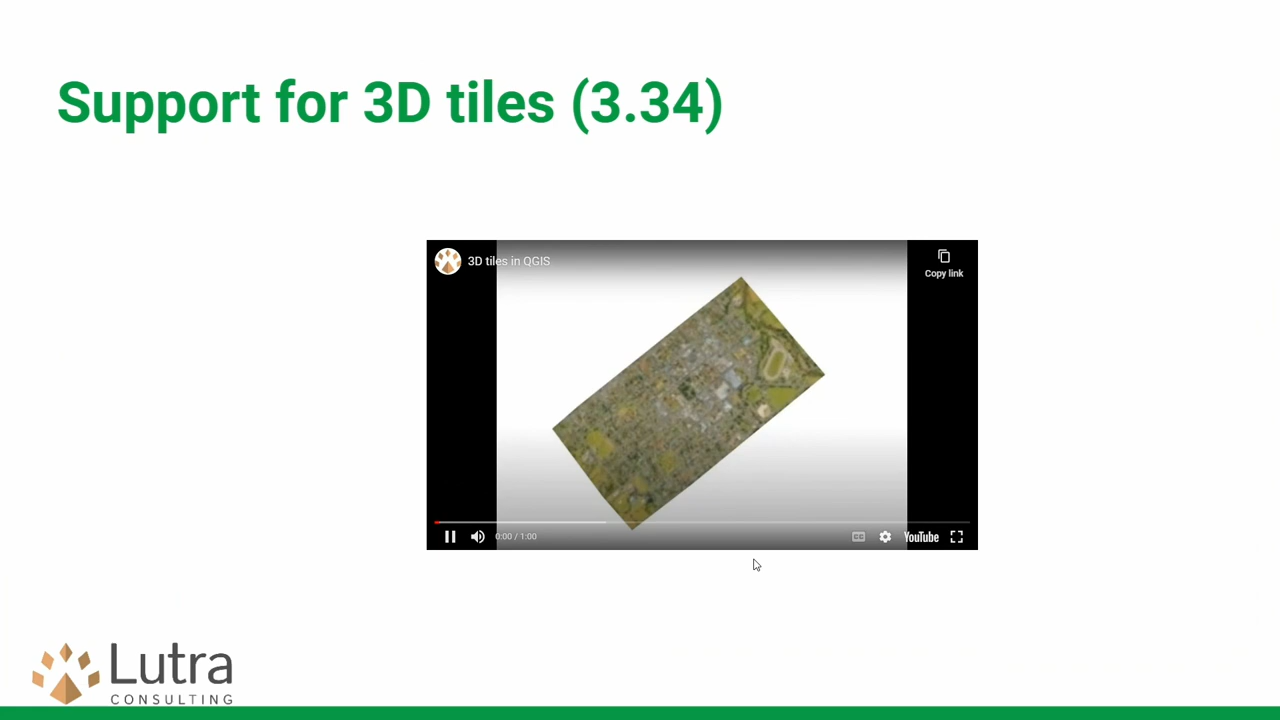 Support for 3D tiles (3.34)
3D tiles in QGIS
Copy link
0:00 / 1:00
CC
YouTube
Lutra
CONSULTING